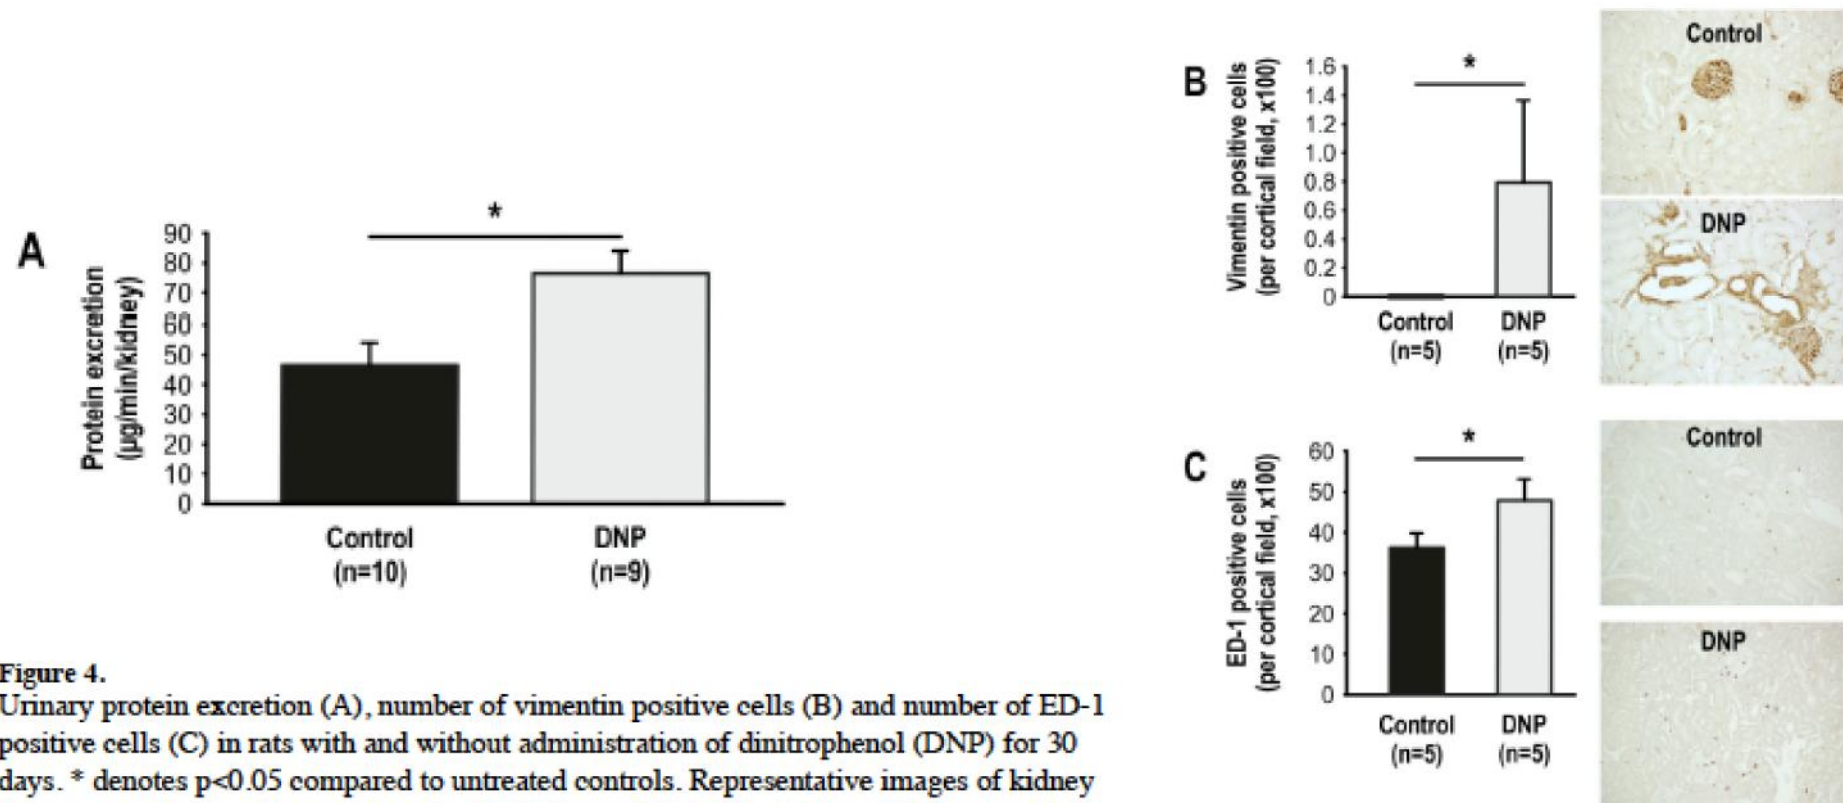 A
Protein excretion
(µg/min/kidney)
90
80
70
60
50
40
30
20
10
0
*
Control
(n=10)
DNP
(n=9)
B
Vimentin positive cells
(per cortical field, x100)
1.6
1.4
1.2
1.0
0.8
0.6
0.4
0.2
0
*
Control
(n=5)
DNP
(n=5)
Control
DNP
C
ED-1 positive cells
(per cortical field, x100)
60
50
40
30
20
10
0
*
Control
(n=5)
DNP
(n=5)
Control
DNP
Figure 4.
Urinary protein excretion (A), number of vimentin positive cells (B) and number of ED-1
positive cells (C) in rats with and without administration of dinitrophenol (DNP) for 30
days. * denotes p<0.05 compared to untreated controls. Representative images of kidney